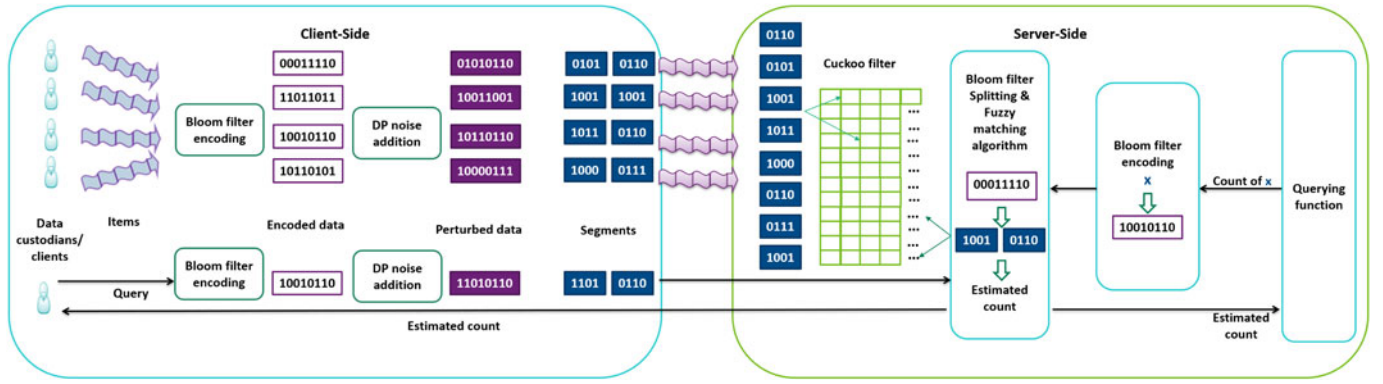 Client-Side
Server-Side
Data
custodians/
clients
Items
Bloom filter
encoding
00011110
11011011
10010110
10110101
Encoded data
DP noise
addition
01010110
10011001
10110110
10000111
Perturbed data
0101 0110
1001 1001
1011 0110
1000 0111
Segments
Query
Bloom filter
encoding
10010110
DP noise
addition
11010110
1101 0110
Estimated count
0110
0101
1001
1011
1000
0110
0111
1001
Cuckoo filter
...
...
...
...
...
...
...
...
...
...
...
Bloom filter
Splitting &
Fuzzy
matching
algorithm
00011110
1001 0110
Estimated
count
Bloom filter
encoding
x
10010110
Count of x
Querying
function
Estimated
count